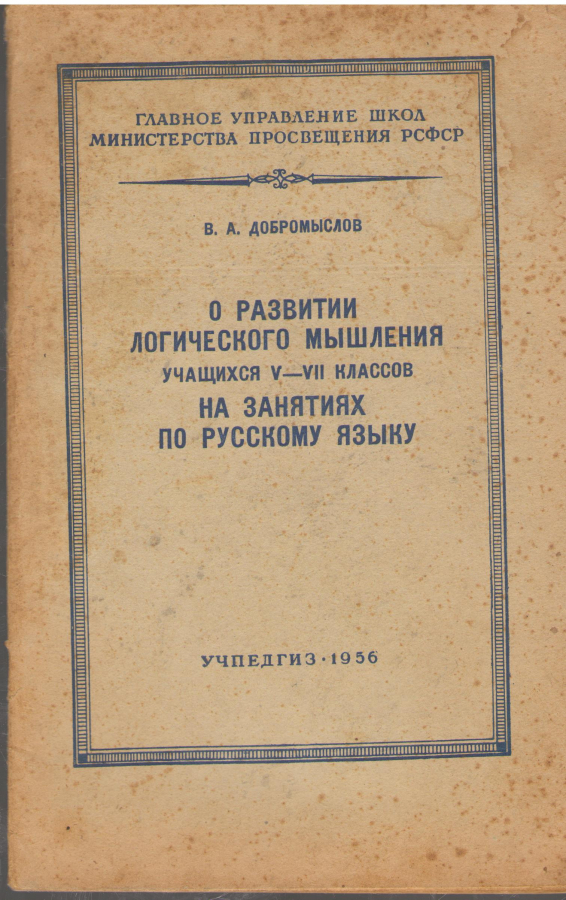 ГЛАВНОЕ УПРАВЛЕНИЕ ШКОЛ
МИНИСТЕРСТВА ПРОСВЕЩЕНИЯ РСФСР
В. А. ДОБРОМЫСЛОВ
О РАЗВИТИИ
ЛОГИЧЕСКОГО МЫШЛЕНИЯ
УЧАЩИХСЯ V—VII КЛАССОВ
НА ЗАНЯТИЯХ
ПО РУССКОМУ ЯЗЫКУ
УЧПЕДГИЗ · 1956